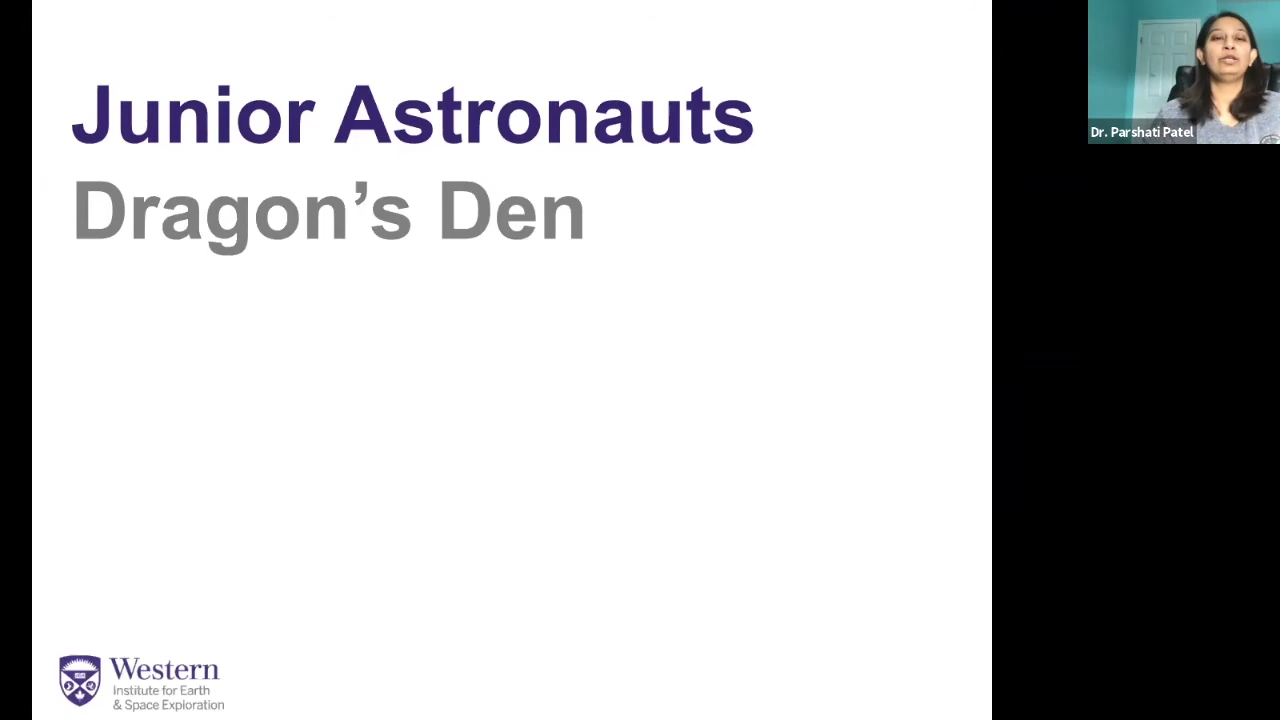 Junior Astronauts
Dragon’s Den
Dr. Parshati Patel
Western
Institute for Earth
& Space Exploration